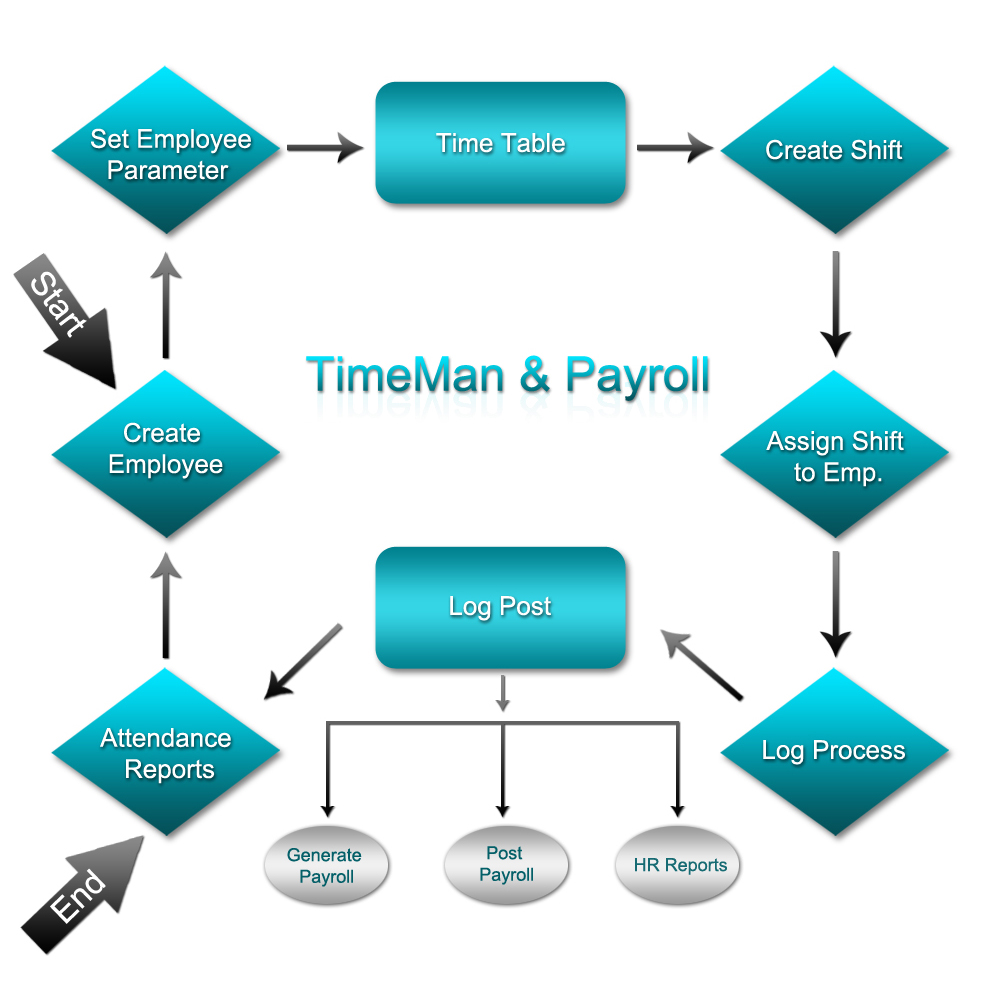 Set Employee
Parameter
Time Table
Create Shift
Start
TimeMan & Payroll
Create
Employee
Assign Shift
to Emp.
Log Post
Attendance
Reports
Log Process
Generate
Payroll
Post
Payroll
HR Reports
End